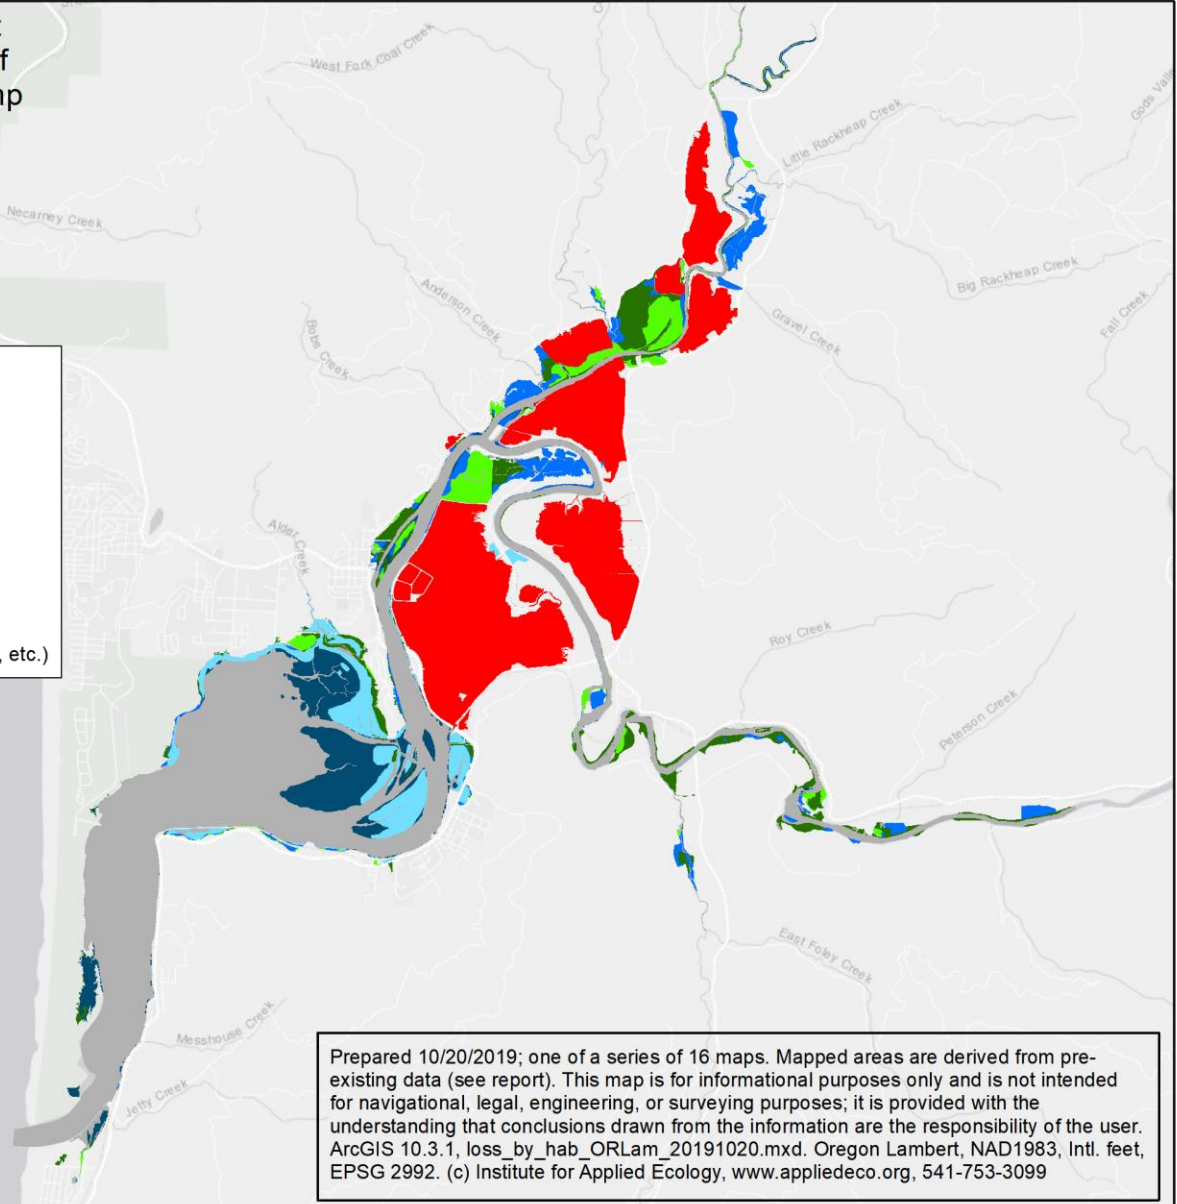 f
np
West Fork Coal Creek
Little Rackheap Creek
Gods Valle
Necarney Creek
Big Rackheap Creek
Anderson Creek
Fall Creek
Gravel Creek
Bobs Creek
Alder Creek
, etc.)
Roy Creek
Peterson Creek
East Foley Creek
Messhouse Creek
Jetty Creek
Prepared 10/20/2019; one of a series of 16 maps. Mapped areas are derived from pre-
existing data (see report). This map is for informational purposes only and is not intended
for navigational, legal, engineering, or surveying purposes; it is provided with the
understanding that conclusions drawn from the information are the responsibility of the user.
ArcGIS 10.3.1, loss_by_hab_ORLam_20191020.mxd. Oregon Lambert, NAD1983, Intl. feet,
EPSG 2992. (c) Institute for Applied Ecology, www.appliedeco.org, 541-753-3099